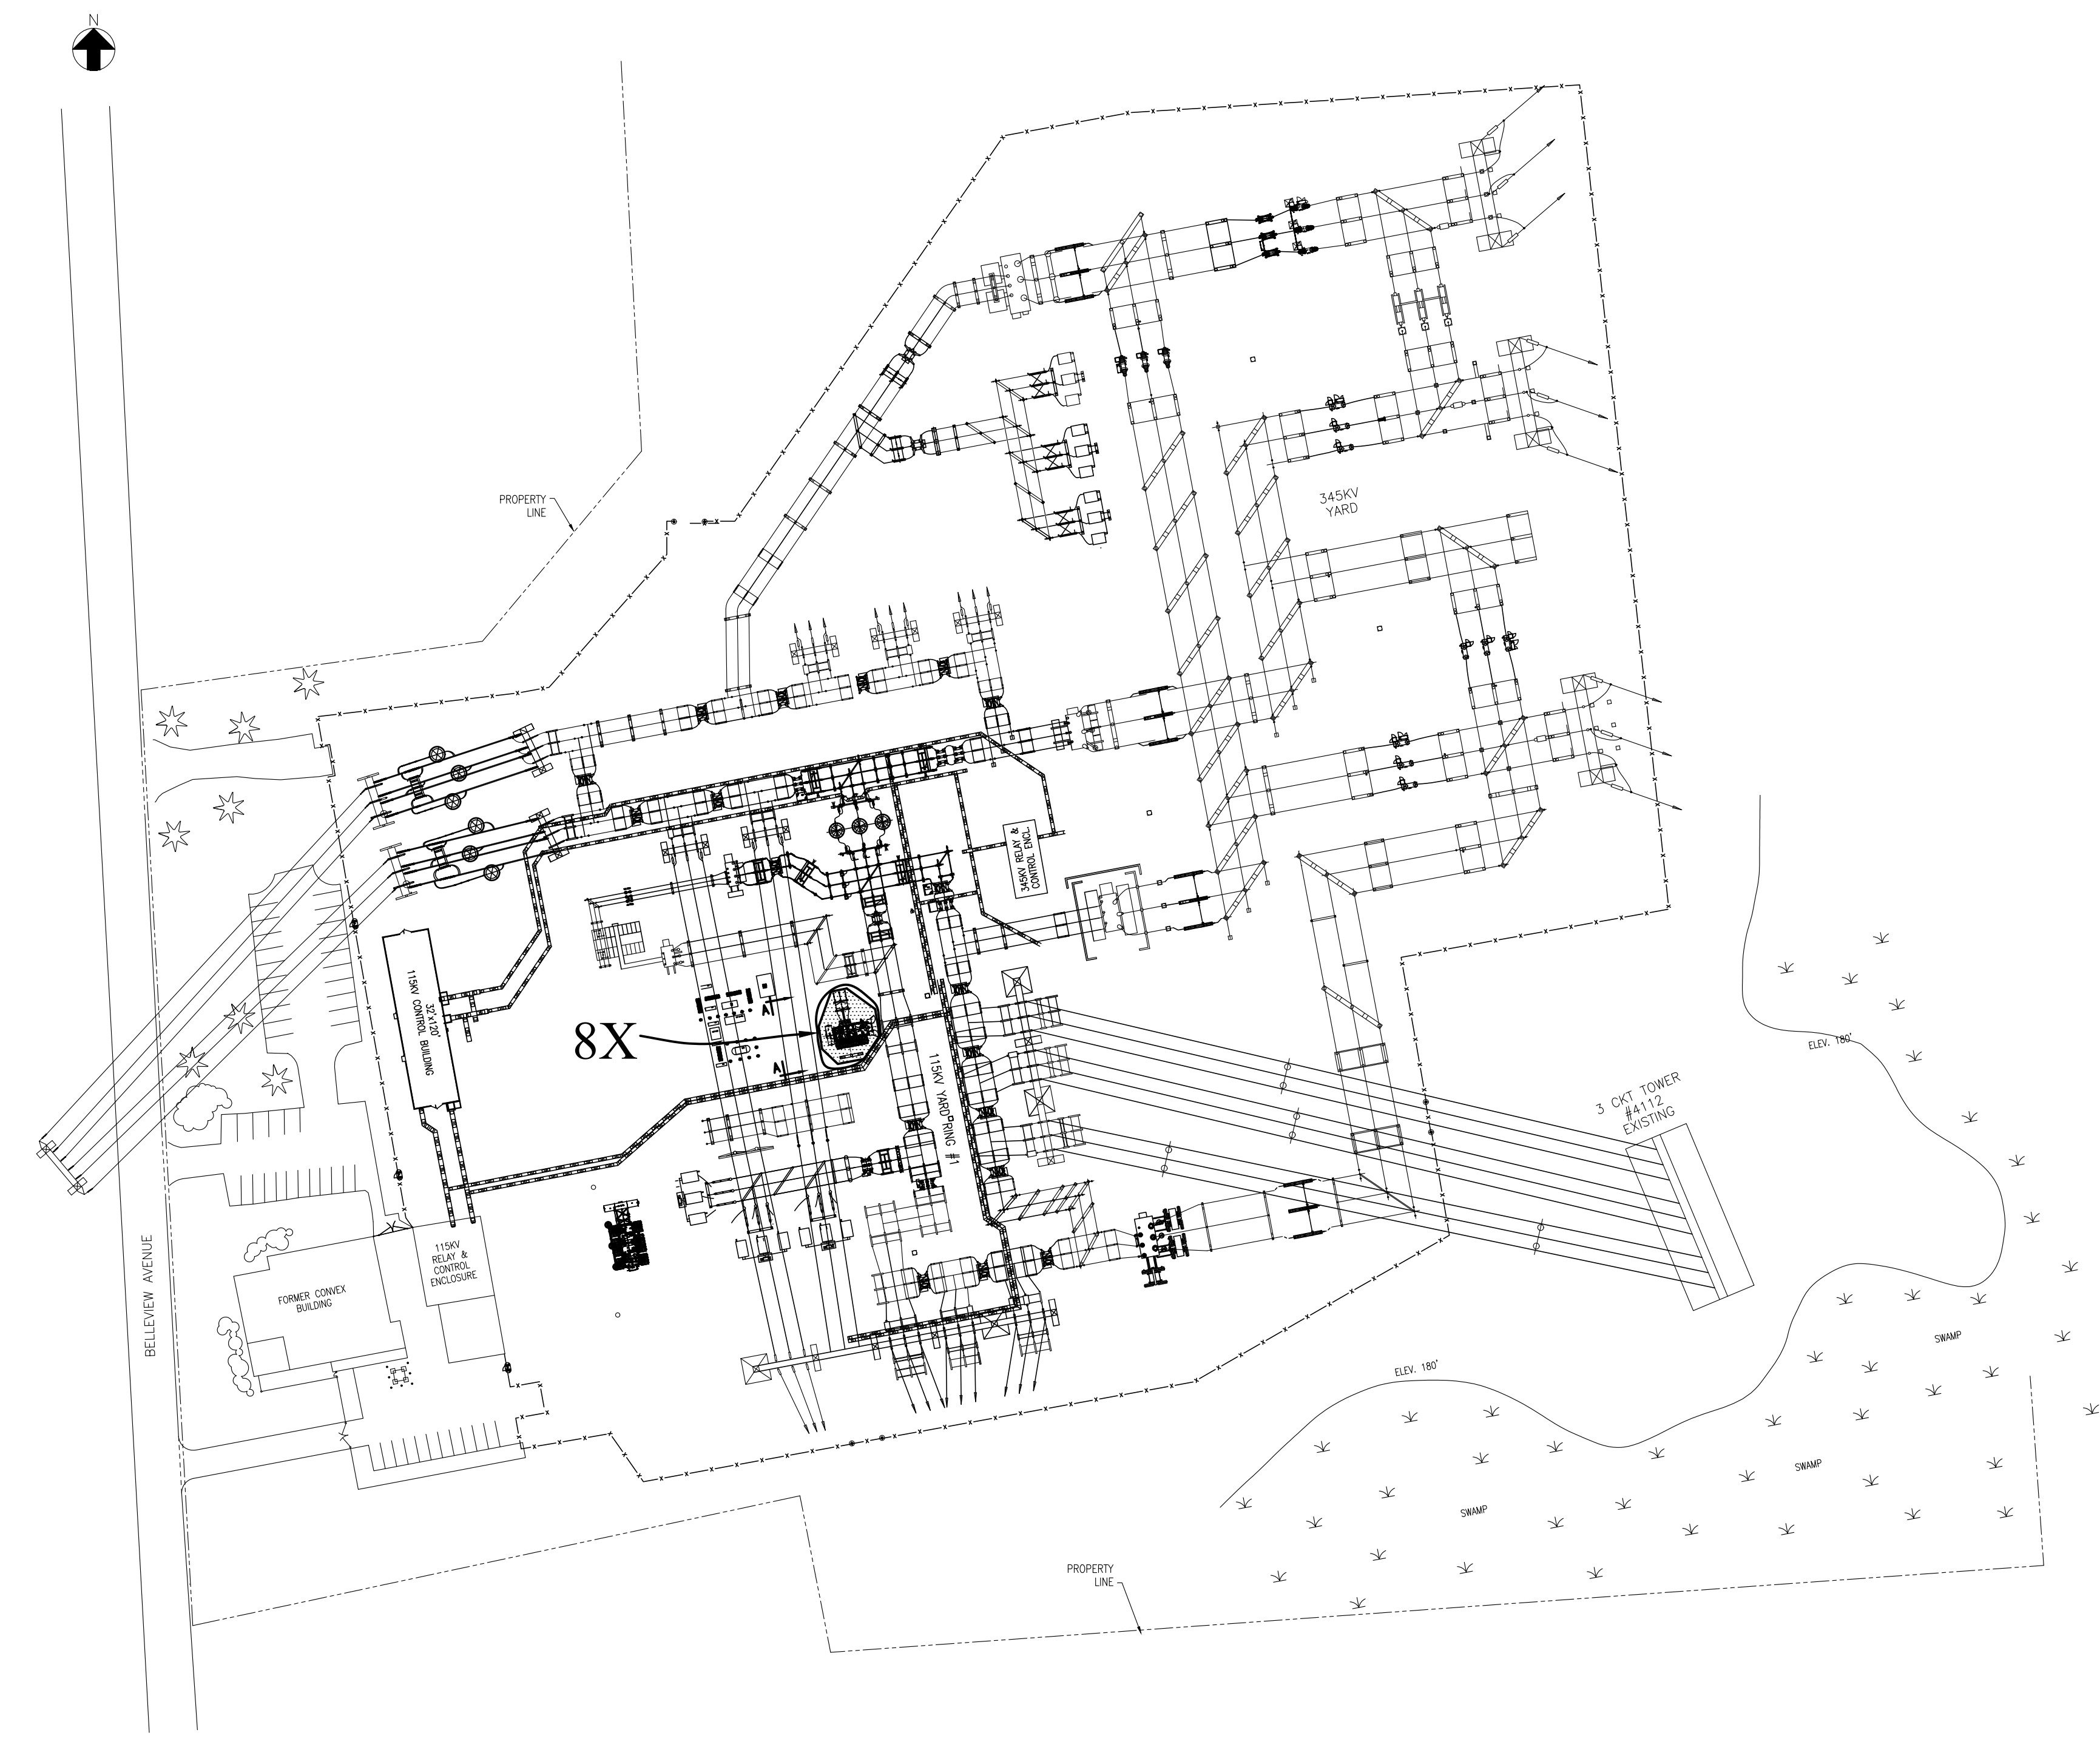 N
PROPERTY
LINE
345KV
YARD
345KV RELAY &
CONTROL ENCL.
32'x120'
115KV CONTROL BUILDING
A
8X
A
ELEV. 180'
115KV YARD RING #1
3 CKT TOWER
#4112
EXISTING
BELLEVIEW AVENUE
115KV
RELAY &
CONTROL
ENCLOSURE
FORMER CONVEX
BUILDING
SWAMP
ELEV. 180'
SWAMP
SWAMP
PROPERTY
LINE